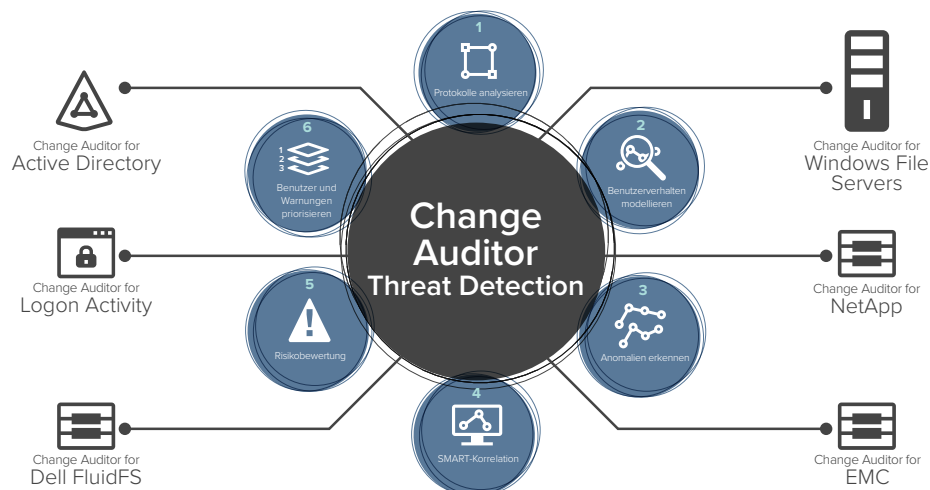 1
Protokolle analysieren
Change Auditor for
Active Directory
6
1
2
3
Benutzer und
Warnungen
priorisieren
2
Benutzerverhalten
modellieren
Change Auditor for
Windows File
Servers
Change
Auditor
Threat Detection
Change Auditor for
Logon Activity
5
Risikobewertung
3
Anomalien erkennen
Change Auditor for
NetApp
4
SMART-Korrelation
Change Auditor for
Dell FluidFS
Change Auditor for
EMC